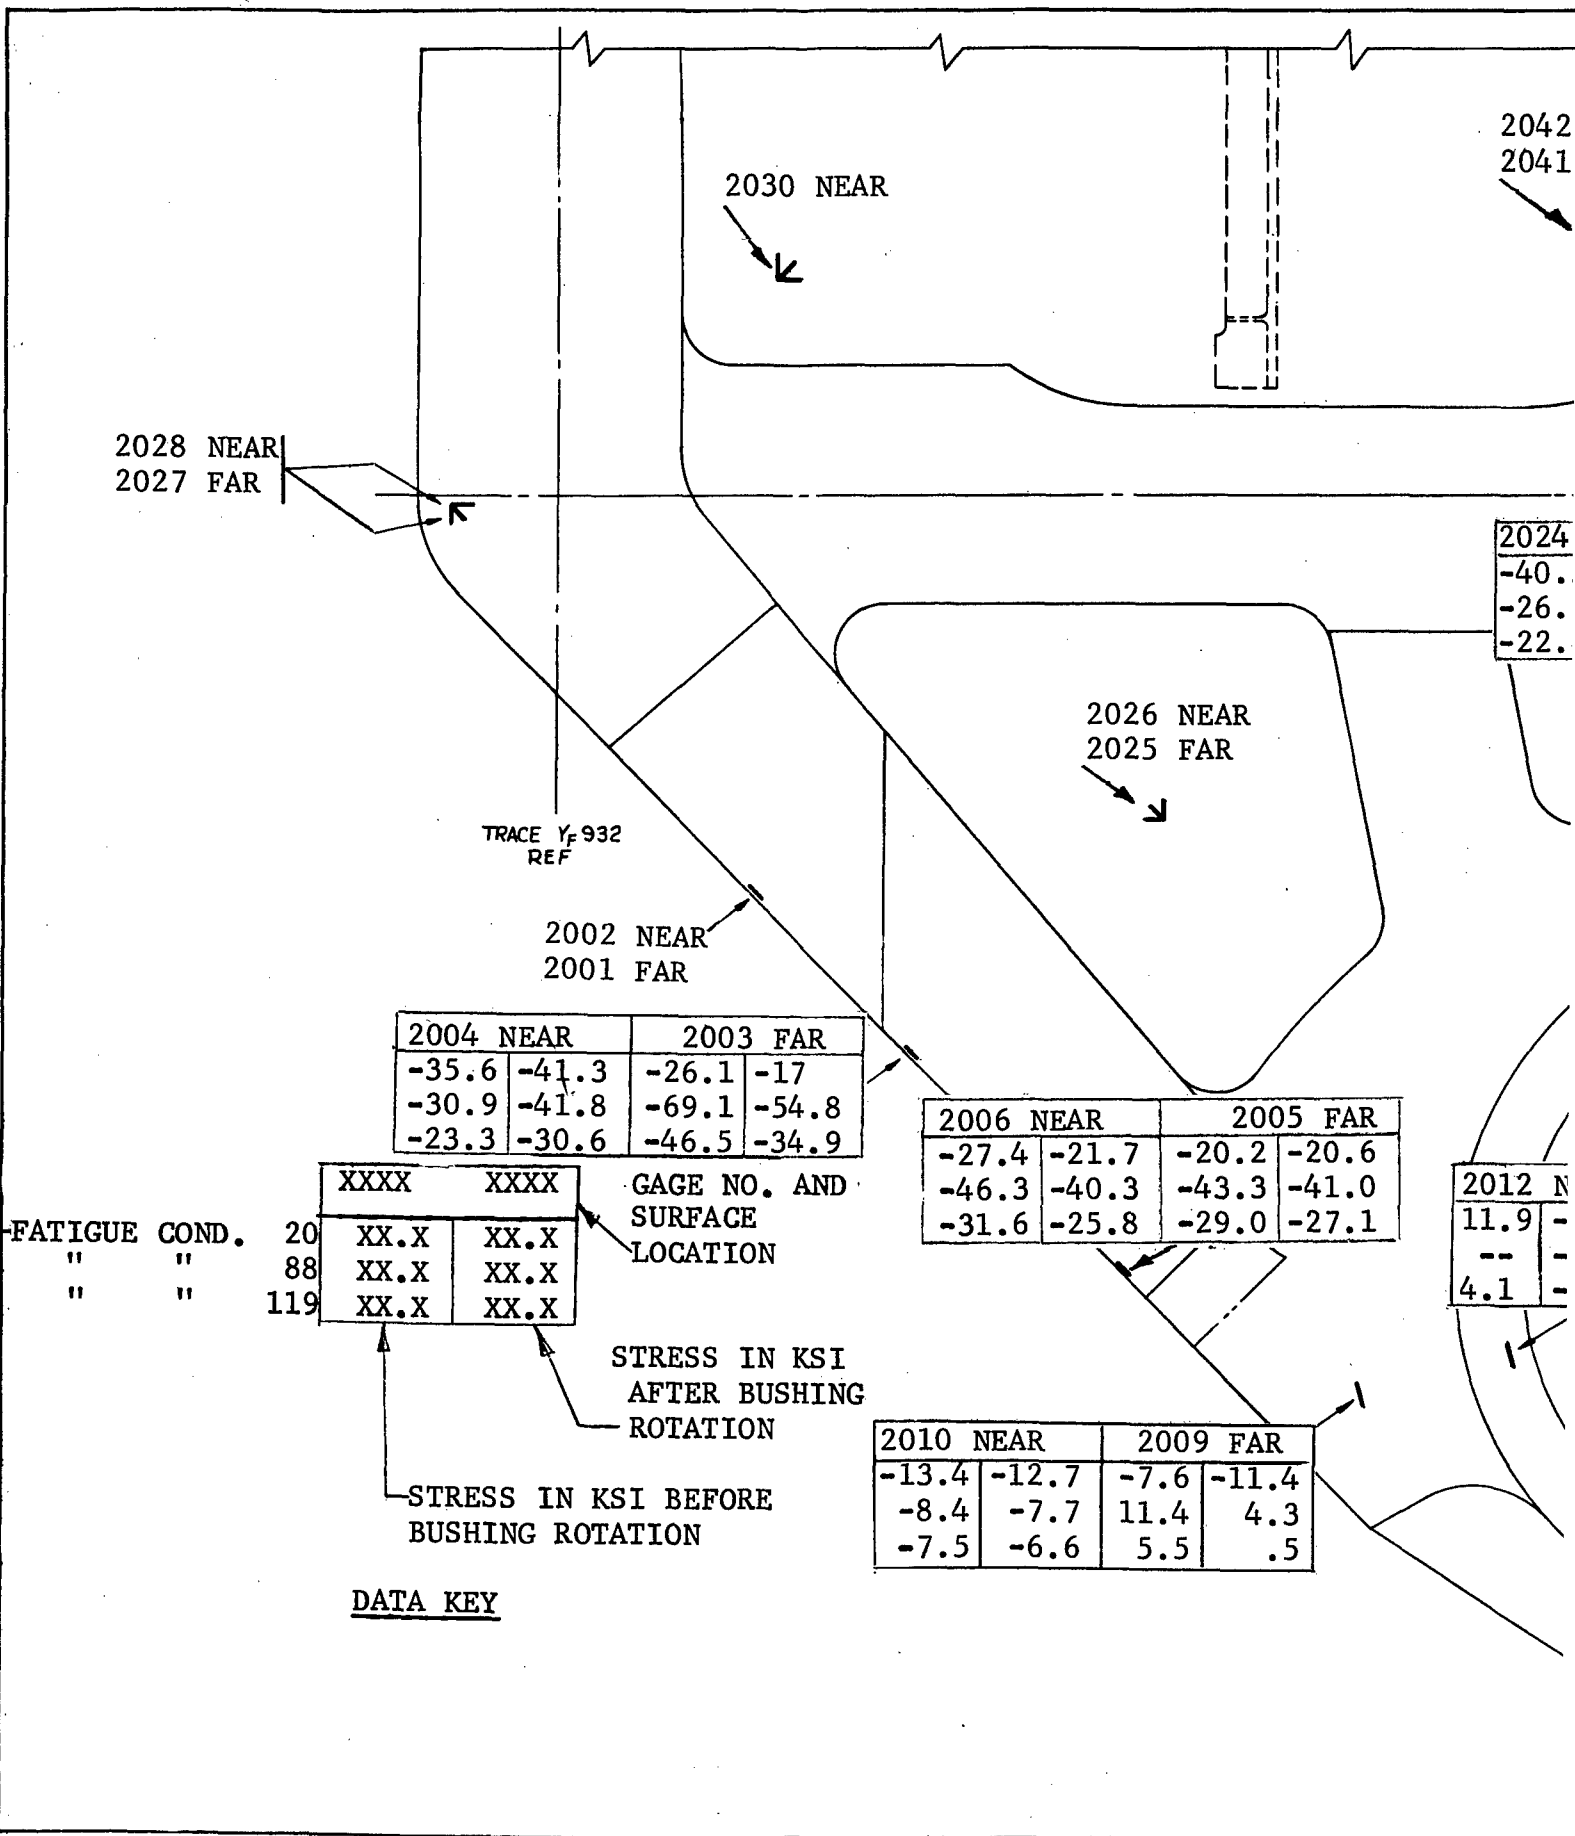 2042
2041
2030 NEAR
2028 NEAR
2027 FAR
2024
-40.
-26.
-22.
2026 NEAR
2025 FAR
TRACE YF 932
REF
2002 NEAR
2001 FAR
2004 NEAR 2003 FAR
-35.6 -41.3 -26.1 -17
-30.9 -41.8 -69.1 -54.8
-23.3 -30.6 -46.5 -34.9
2006 NEAR 2005 FAR
-27.4 -21.7 -20.2 -20.6
-46.3 -40.3 -43.3 -41.0
-31.6 -25.8 -29.0 -27.1
2012 N
11.9 -
-- -
4.1 -
XXXX XXXX
GAGE NO. AND
SURFACE
LOCATION
FATIGUE COND. 20 XX.X XX.X
" " 88 XX.X XX.X
" " 119 XX.X XX.X
STRESS IN KSI
AFTER BUSHING
ROTATION
STRESS IN KSI BEFORE
BUSHING ROTATION
2010 NEAR 2009 FAR
-13.4 -12.7 -7.6 -11.4
-8.4 -7.7 11.4 4.3
-7.5 -6.6 5.5 .5
DATA KEY